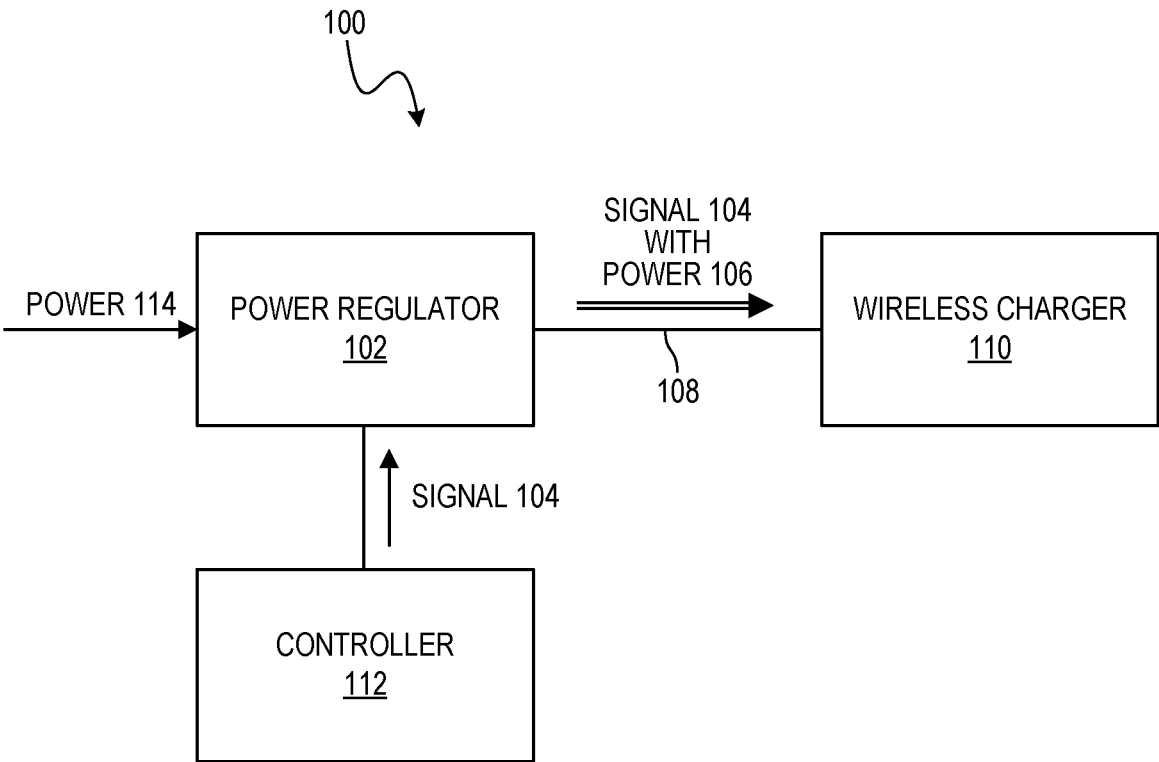 100
SIGNAL 104
WITH
POWER 106
POWER 114
POWER REGULATOR
102
WIRELESS CHARGER
110
108
SIGNAL 104
CONTROLLER
112